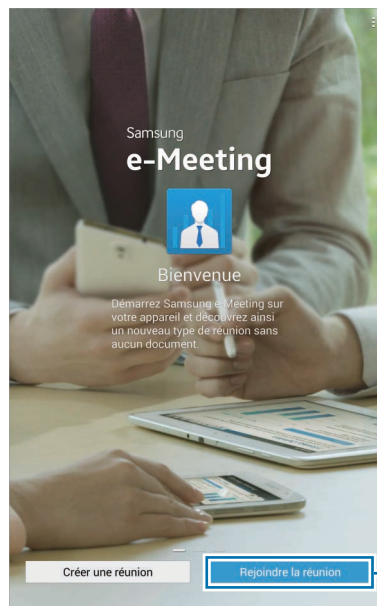 Samsung
e-Meeting
Bienvenue
Démarrez Samsung e-Meeting sur
votre appareil et découvrez ainsi
un nouveau type de réunion sans
aucun document.
Créer une réunion
Rejoindre la réunion